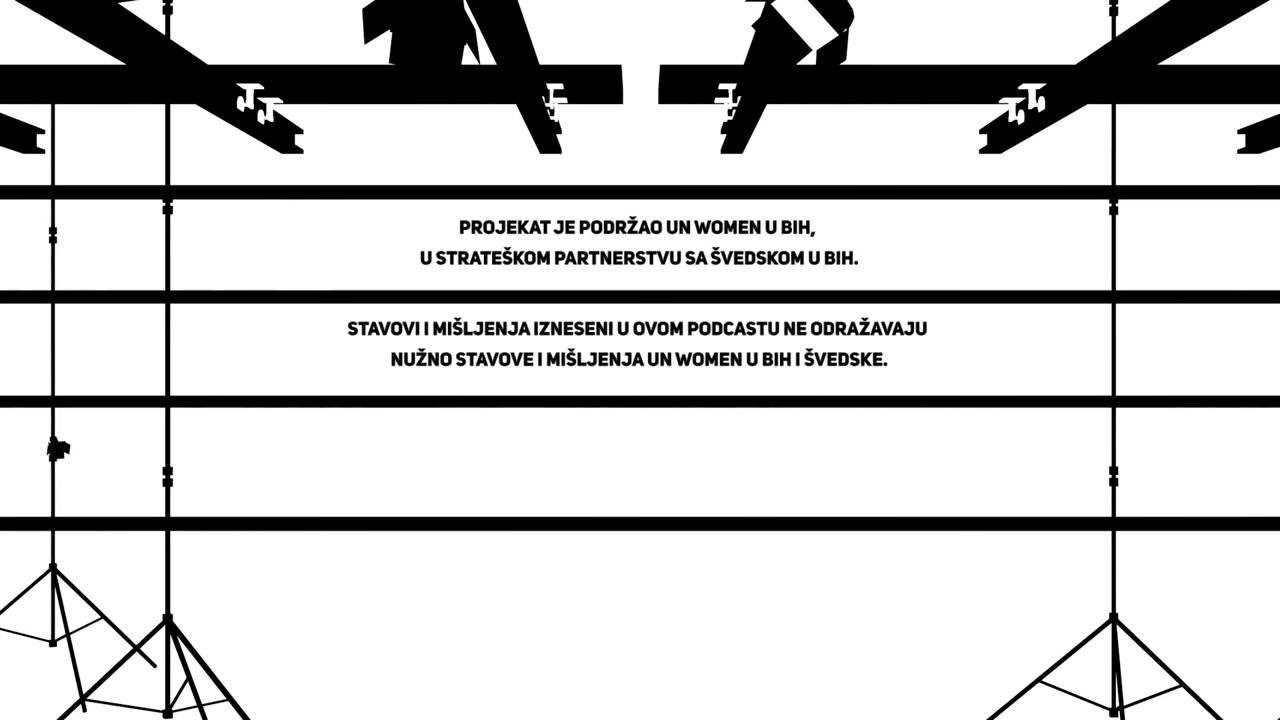 PROJEKAT JE PODRŽAO UN WOMEN U BIH,
U STRATEŠKOM PARTNERSTVU SA ŠVEDSKOM U BIH.
STAVOVI I MIŠLJENJA IZNESENI U OVOM PODCASTU NE ODRAŽAVAJU
NUŽNO STAVOVE I MIŠLJENJA UN WOMEN U BIH I ŠVEDSKE.